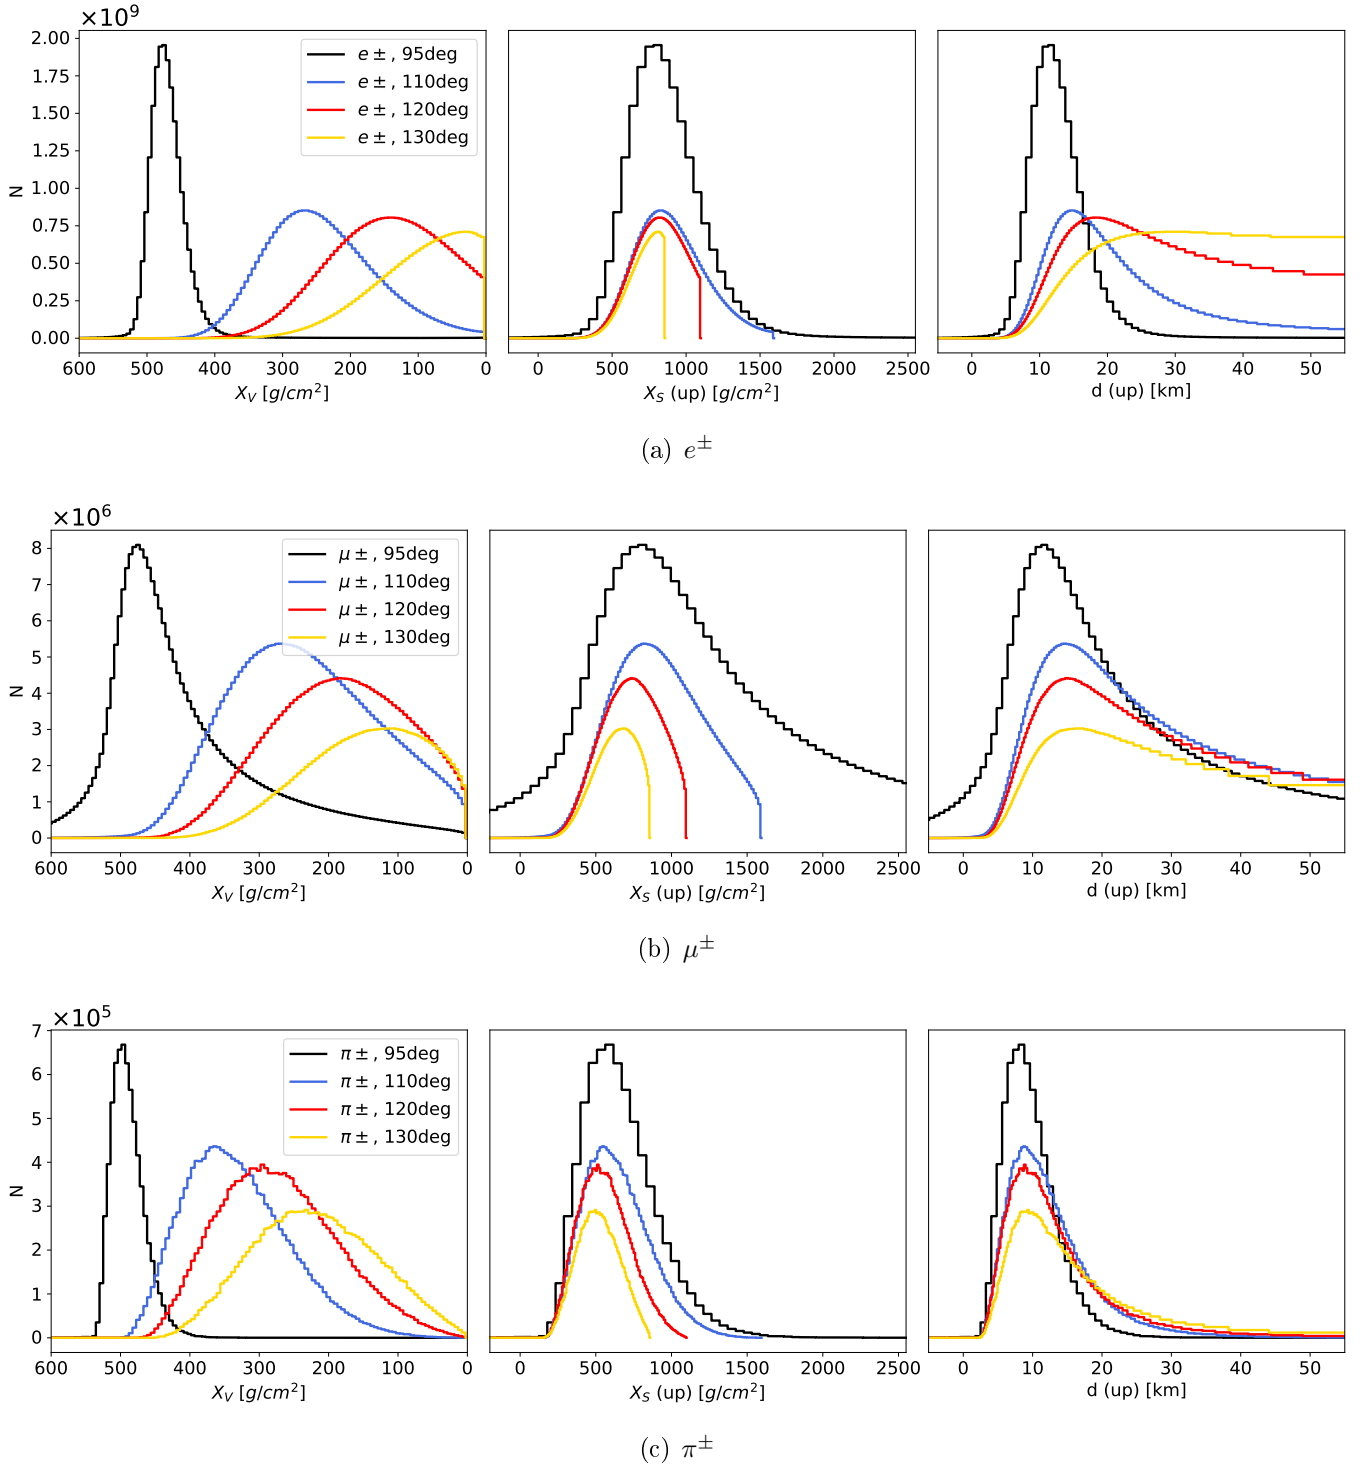 ×10⁹
2.00
1.75
1.50
1.25
1.00
0.75
0.50
0.25
0.00
N
e±, 95deg
e±, 110deg
e±, 120deg
e±, 130deg
600 500 400 300 200 100 0
0 500 1000 1500 2000 2500
0 10 20 30 40 50
X_V [g/cm²]
X_S (up) [g/cm²]
d (up) [km]
(a) e±
×10⁶
8
7
6
5
4
3
2
1
0
N
μ±, 95deg
μ±, 110deg
μ±, 120deg
μ±, 130deg
600 500 400 300 200 100 0
0 500 1000 1500 2000 2500
0 10 20 30 40 50
X_V [g/cm²]
X_S (up) [g/cm²]
d (up) [km]
(b) μ±
×10⁵
7
6
5
4
3
2
1
0
N
π±, 95deg
π±, 110deg
π±, 120deg
π±, 130deg
600 500 400 300 200 100 0
0 500 1000 1500 2000 2500
0 10 20 30 40 50
X_V [g/cm²]
X_S (up) [g/cm²]
d (up) [km]
(c) π±